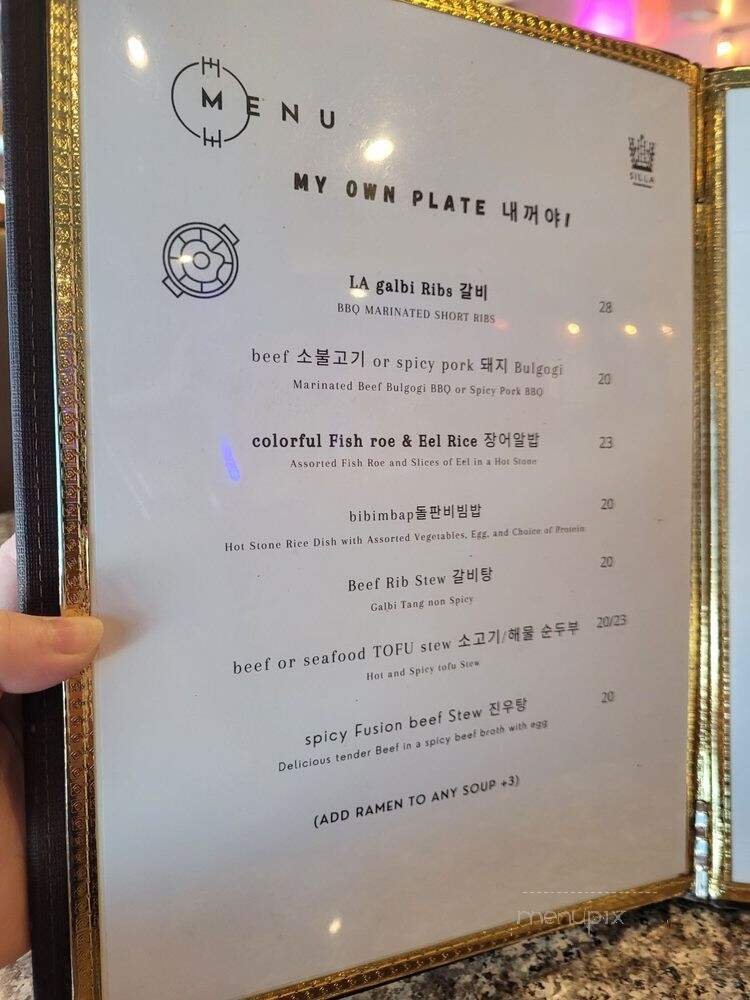 MENU
SILLA
MY OWN PLATE 내꺼야!
LA galbi Ribs 갈비
BBQ MARINATED SHORT RIBS
28
beef 소불고기 or spicy pork 돼지 Bulgogi
Marinated Beef Bulgogi BBQ or Spicy Pork BBQ
20
colorful Fish roe & Eel Rice 장어알밥
Assorted Fish Roe and Slices of Eel in a Hot Stone
23
bibimbap돌판비빔밥
Hot Stone Rice Dish with Assorted Vegetables, Egg, and Choice of Protein
20
Beef Rib Stew 갈비탕
Galbi Tang non Spicy
20
beef or seafood TOFU stew 소고기/해물 순두부
Hot and Spicy tofu Stew
20/23
spicy Fusion beef Stew 진우탕
Delicious tender Beef in a spicy beef broth with egg
20
(ADD RAMEN TO ANY SOUP +3)
menupix